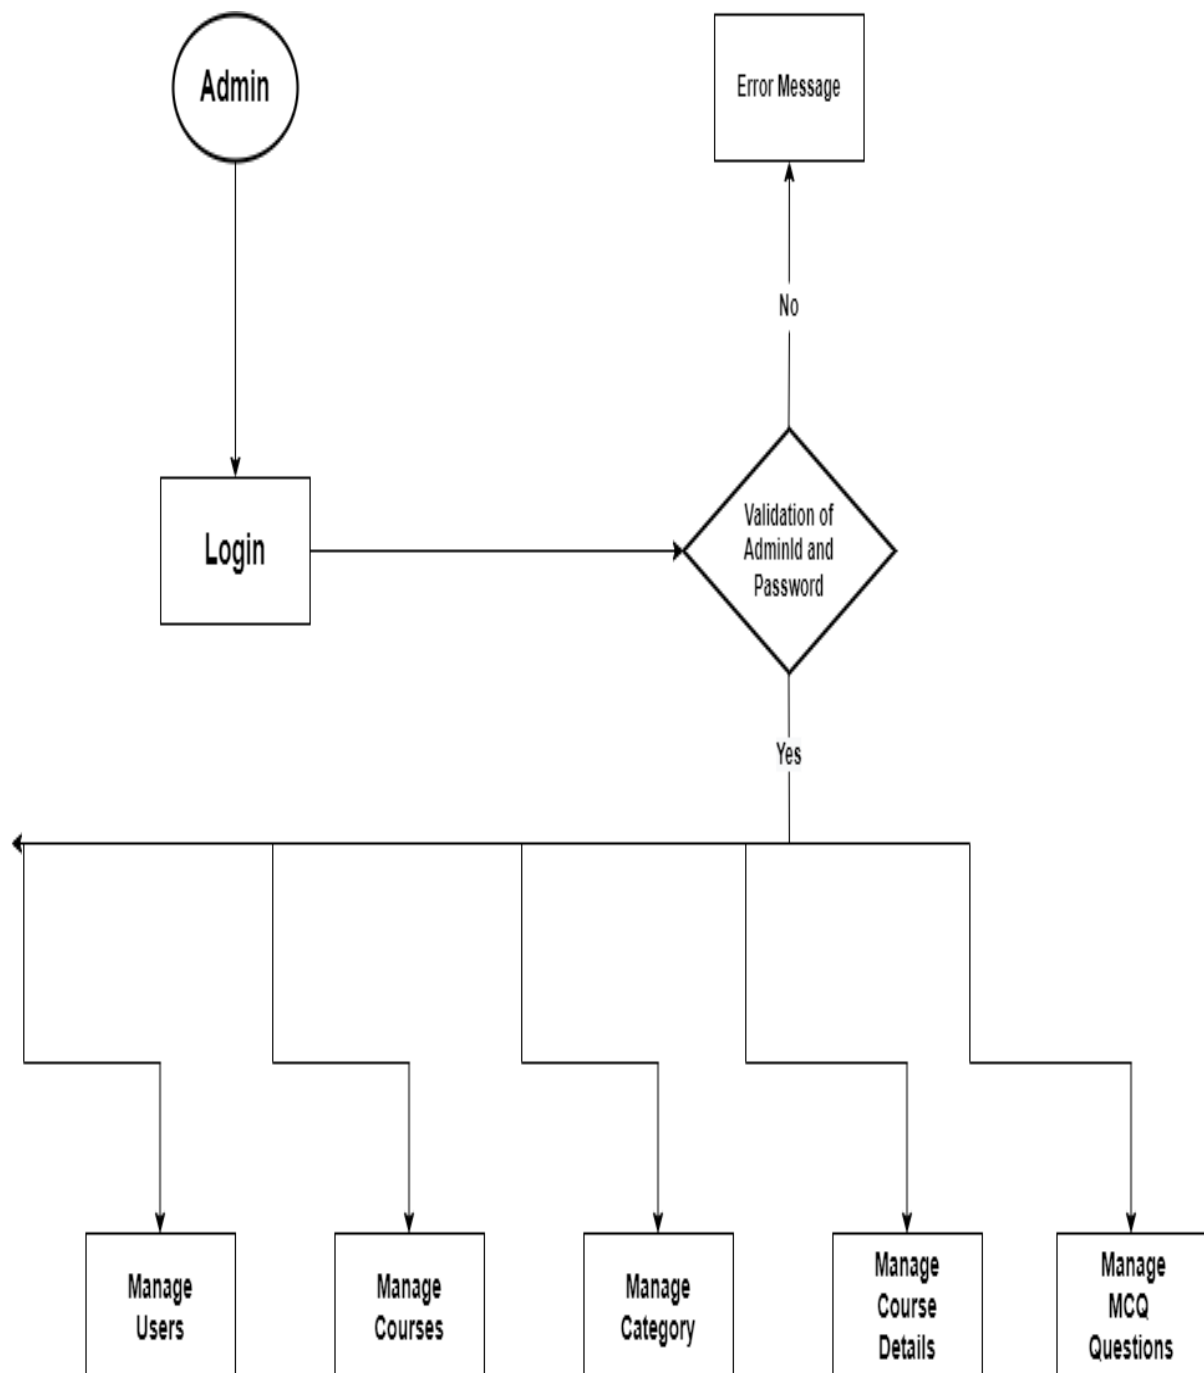 Admin
Error Message
No
Login
Validation of
AdminId and
Password
Yes
Manage
Users
Manage
Courses
Manage
Category
Manage
Course
Details
Manage
MCQ
Questions